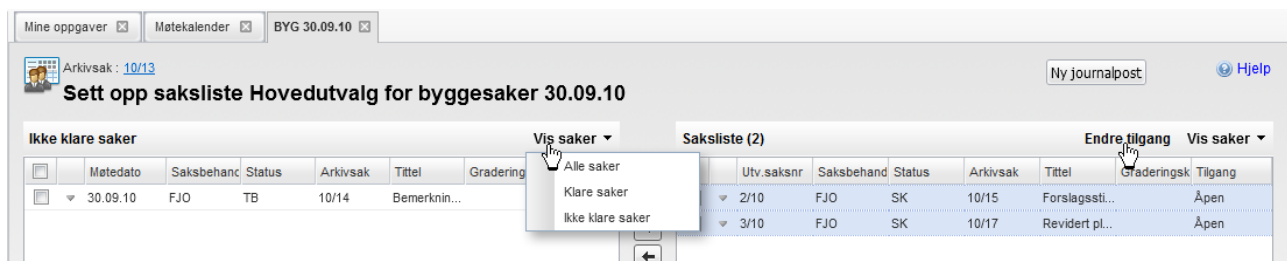 Mine oppgaver Møtekalender BYG 30.09.10
Arkivsak : 10/13 Ny journalpost Hjelp
Sett opp saksliste Hovedutvalg for byggesaker 30.09.10
Ikke klare saker Vis saker Saksliste (2) Endre tilgang Vis saker
Møtedato Saksbehanc Status Arkivsak Tittel Gradering Utv.saksnr Saksbehand Status Arkivsak Tittel Graderingsk Tilgang
Alle saker
30.09.10 FJO TB 10/14 Bemerknin... Klare saker 2/10 FJO SK 10/15 Forslagssti... Åpen
Ikke klare saker 3/10 FJO SK 10/17 Revidert pl... Åpen